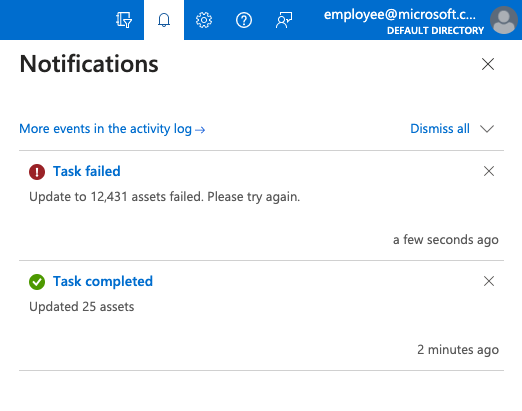 employee@microsoft.c...
DEFAULT DIRECTORY
Notifications
More events in the activity log →
Dismiss all
Task failed
Update to 12,431 assets failed. Please try again.
a few seconds ago
Task completed
Updated 25 assets
2 minutes ago